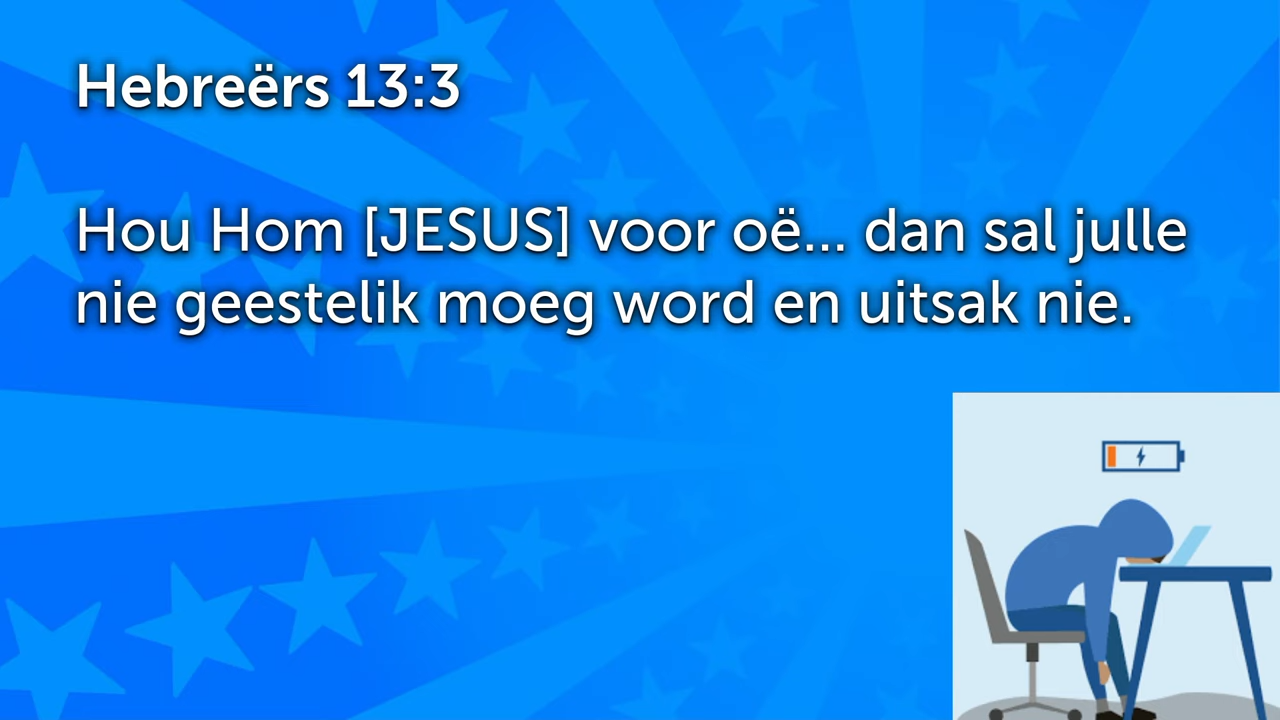 Hebreërs 13:3
Hou Hom [JESUS] voor oë... dan sal julle
nie geestelik moeg word en uitsak nie.